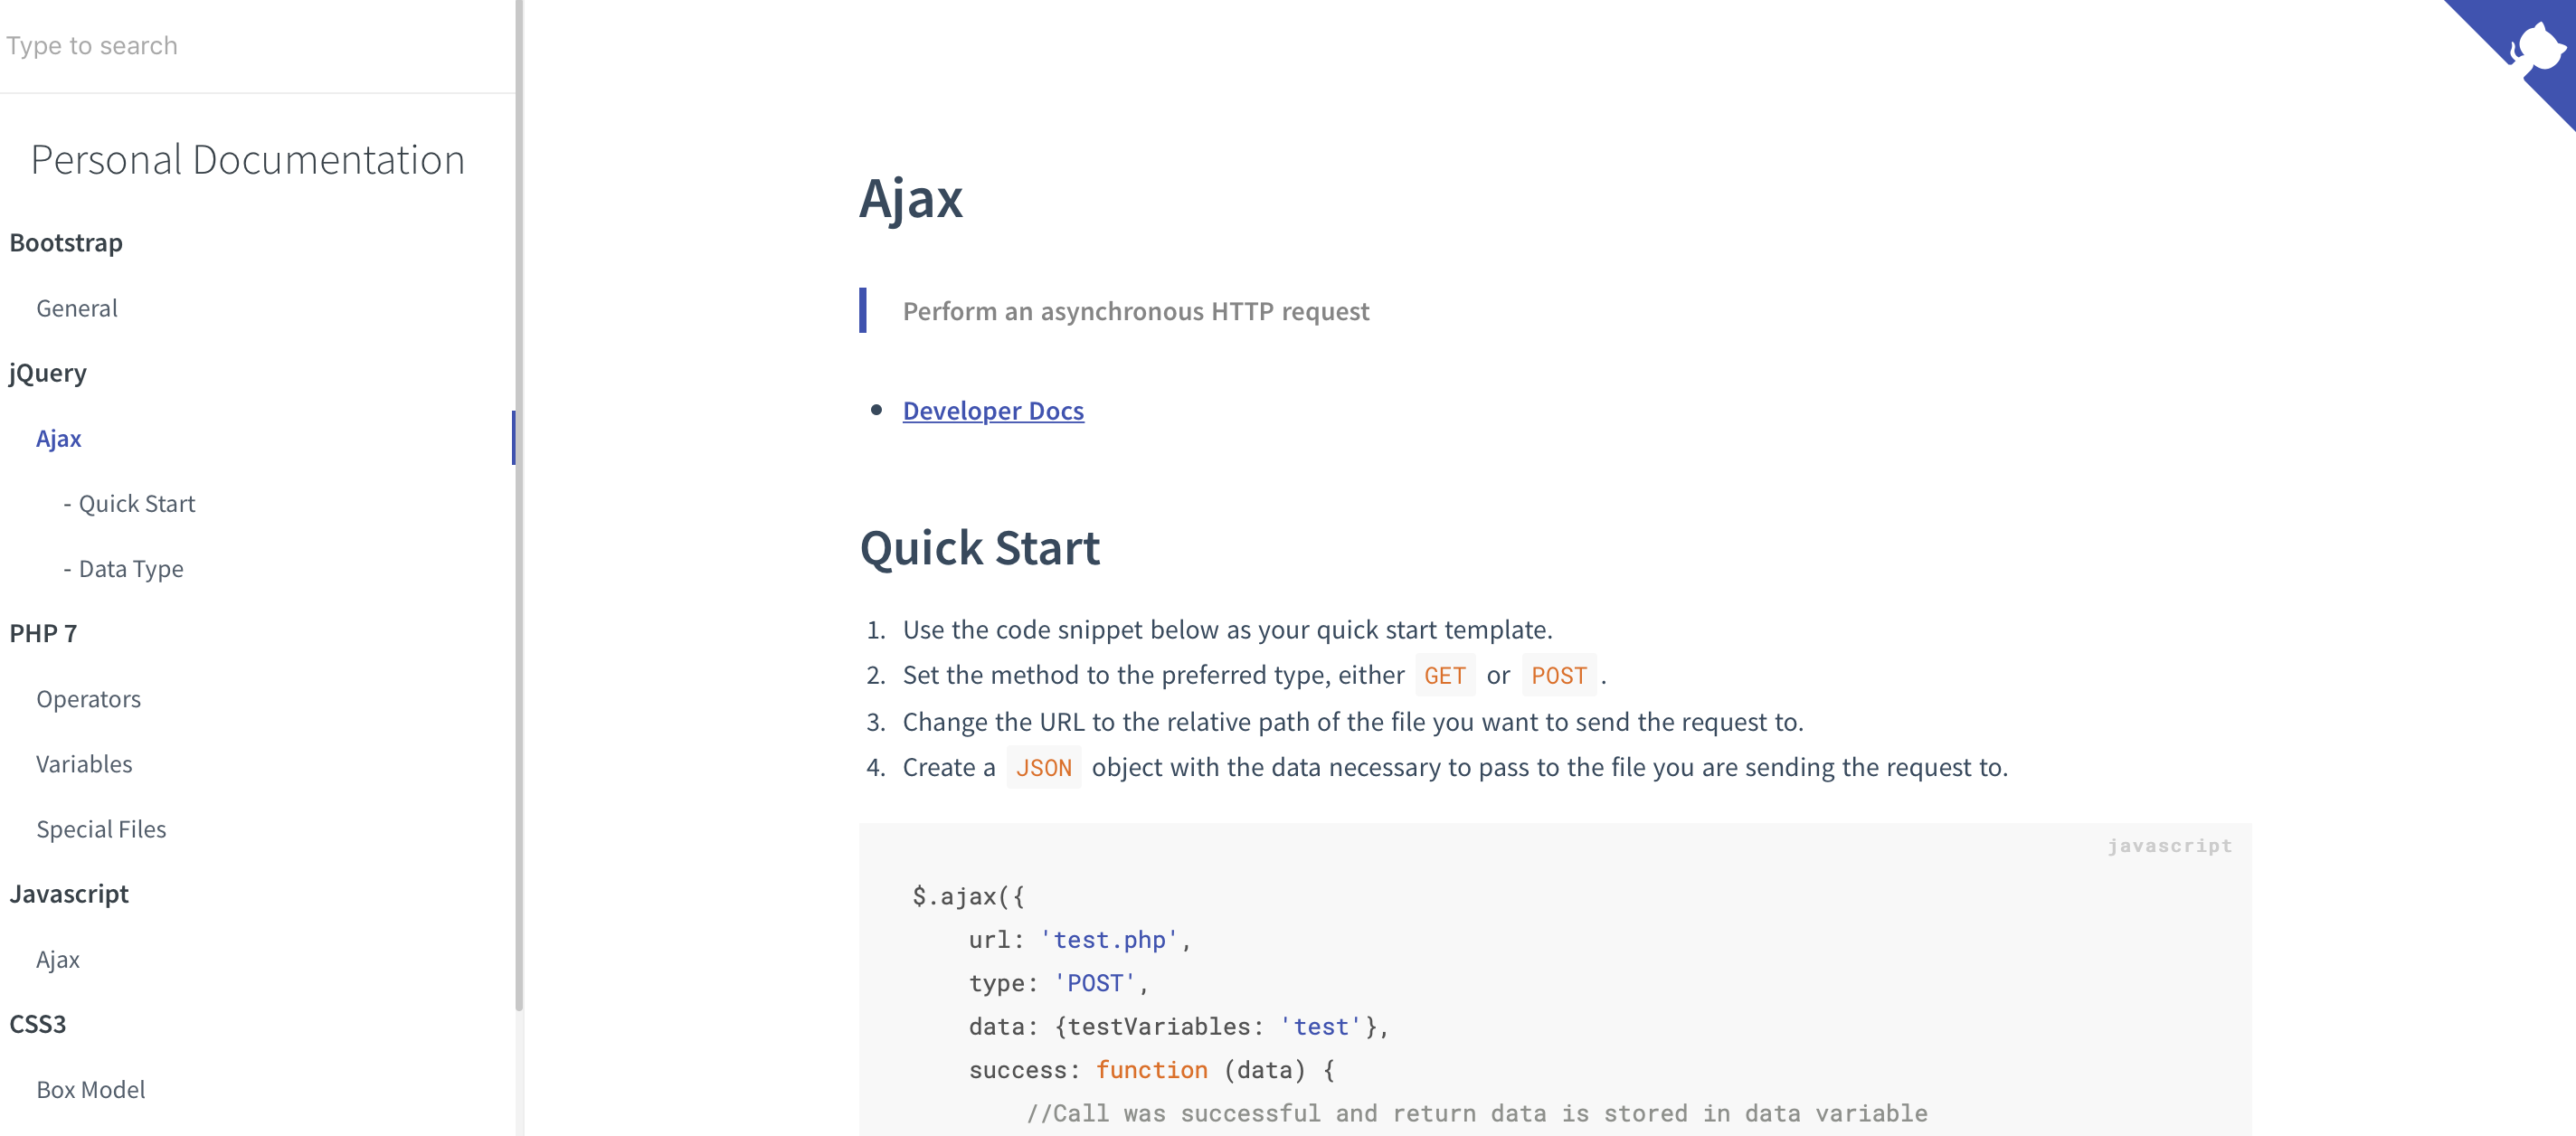 Type to search
Personal Documentation
Bootstrap
General
jQuery
Ajax
- Quick Start
- Data Type
PHP 7
Operators
Variables
Special Files
Javascript
Ajax
CSS3
Box Model
Ajax
Perform an asynchronous HTTP request
• Developer Docs
Quick Start
1. Use the code snippet below as your quick start template.
2. Set the method to the preferred type, either GET or POST .
3. Change the URL to the relative path of the file you want to send the request to.
4. Create a JSON object with the data necessary to pass to the file you are sending the request to.
javascript
$.ajax({
    url: 'test.php',
    type: 'POST',
    data: {testVariables: 'test'},
    success: function (data) {
        //Call was successful and return data is stored in data variable